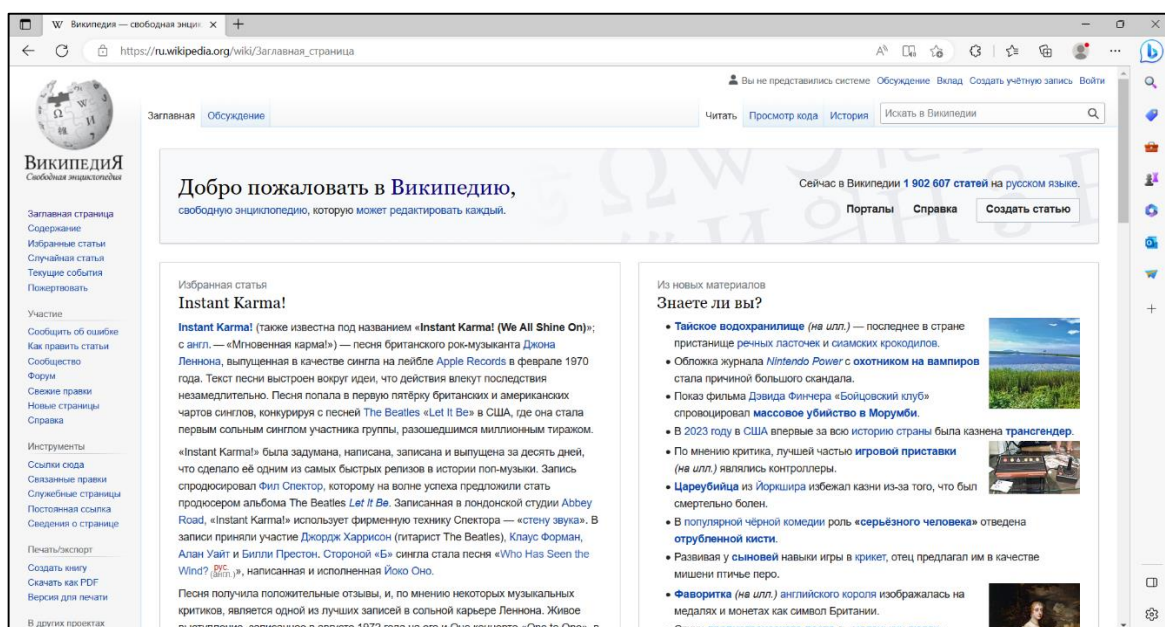 Википедия — свободная энцик
https://ru.wikipedia.org/wiki/Заглавная_страница
Вы не представились системе Обсуждение Вклад Создать учётную запись Войти
Заглавная Обсуждение
Читать Просмотр кода История Искать в Википедии
ВикипедиЯ
Свободная энциклопедия
Заглавная страница
Содержание
Избранные статьи
Случайная статья
Текущие события
Пожертвовать
Участие
Сообщить об ошибке
Как править статьи
Сообщество
Форум
Свежие правки
Новые страницы
Справка
Инструменты
Ссылки сюда
Связанные правки
Служебные страницы
Постоянная ссылка
Сведения о странице
Печать/экспорт
Создать книгу
Скачать как PDF
Версия для печати
В других проектах
Добро пожаловать в Википедию,
свободную энциклопедию, которую может редактировать каждый.
Сейчас в Википедии 1 902 607 статей на русском языке.
Порталы Справка Создать статью
Избранная статья
Instant Karma!
Instant Karma! (также известна под названием «Instant Karma! (We All Shine On)»;
с англ. — «Мгновенная карма!») — песня британского рок-музыканта Джона
Леннона, выпущенная в качестве сингла на лейбле Apple Records в феврале 1970
года. Текст песни выстроен вокруг идеи, что действия влекут последствия
незамедлительно. Песня попала в первую пятёрку британских и американских
чартов синглов, конкурируя с песней The Beatles «Let It Be» в США, где она стала
первым сольным синглом участника группы, разошедшимся миллионным тиражом.
«Instant Karma!» была задумана, написана, записана и выпущена за десять дней,
что сделало её одним из самых быстрых релизов в истории поп-музыки. Запись
спродюсировал Фил Спектор, которому на волне успеха предложили стать
продюсером альбома The Beatles Let It Be. Записанная в лондонской студии Abbey
Road, «Instant Karma!» использует фирменную технику Спектора — «стену звука». В
записи приняли участие Джордж Харрисон (гитарист The Beatles), Клаус Форман,
Алан Уайт и Билли Престон. Стороной «Б» сингла стала песня «Who Has Seen the
Wind? рус. (англ.)», написанная и исполненная Йоко Оно.
Песня получила положительные отзывы, и, по мнению некоторых музыкальных
критиков, является одной из лучших записей в сольной карьере Леннона. Живое
Из новых материалов
Знаете ли вы?
Тайское водохранилище (на илл.) — последнее в стране
пристанище речных ласточек и сиамских крокодилов.
Обложка журнала Nintendo Power с охотником на вампиров
стала причиной большого скандала.
Показ фильма Дэвида Финчера «Бойцовский клуб»
спровоцировал массовое убийство в Морумби.
В 2023 году в США впервые за всю историю страны была казнена трансгендер.
По мнению критика, лучшей частью игровой приставки
(на илл.) являлись контроллеры.
Цареубийца из Йоркшира избежал казни из-за того, что был
смертельно болен.
В популярной чёрной комедии роль «серьёзного человека» отведена
отрубленной кисти.
Развивая у сыновей навыки игры в крикет, отец предлагал им в качестве
мишени птичье перо.
Фаворитка (на илл.) английского короля изображалась на
медалях и монетах как символ Британии.